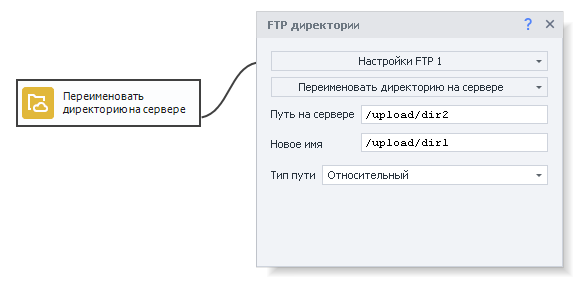 FTP директории
?
Настройки FTP 1
Переименовать
директорию на сервере
Переименовать директорию на сервере
Путь на сервере /upload/dir2
Новое имя /upload/dir1
Тип пути Относительный